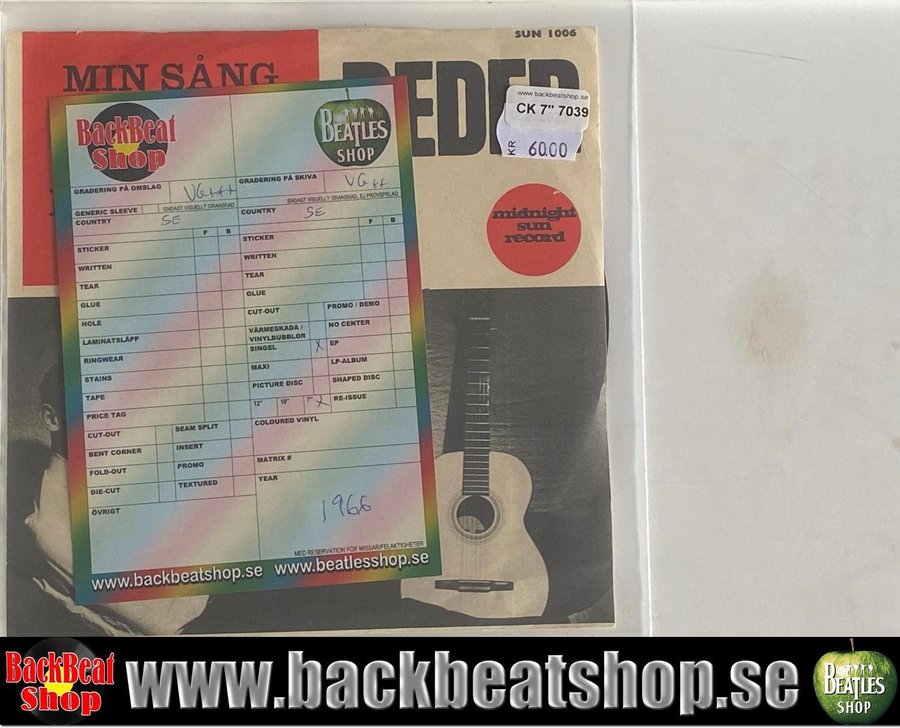 SUN 1006
MIN SÅNG
PEDER
www.backbeatshop.se
CK 7" 7039
KR 60.00
midnight
sun
record
BackBeat
Shop
BEATLES
SHOP
GRADERING PÅ OMSLAG VG+++
ENDAST VISUELLT GRANSKAD
GENERIC SLEEVE
COUNTRY SE
F B
STICKER
WRITTEN
TEAR
GLUE
HOLE
LAMINATSLÄPP
RINGWEAR
STAINS
TAPE
PRICE TAG
CUT-OUT SEAM SPLIT
BENT CORNER INSERT
FOLD-OUT PROMO
DIE-CUT TEXTURED
ÖVRIGT
GRADERING PÅ SKIVA VG++
ENDAST VISUELLT GRANSKAD, EJ PROVSPELAD
COUNTRY SE
F B
STICKER
WRITTEN
TEAR
GLUE
CUT-OUT PROMO / DEMO
VÄRMESKADA / NO CENTER
VINYLBUBBLOR
SINGEL X EP
MAXI LP-ALBUM
PICTURE DISC SHAPED DISC
12" 10" 7" X RE-ISSUE
COLOURED VINYL
MATRIX #
YEAR
1966
MED RESERVATION FÖR MISSAR/FELAKTIGHETER
www.backbeatshop.se www.beatlesshop.se
BackBeat
Shop
www.backbeatshop.se
BEATLES
SHOP